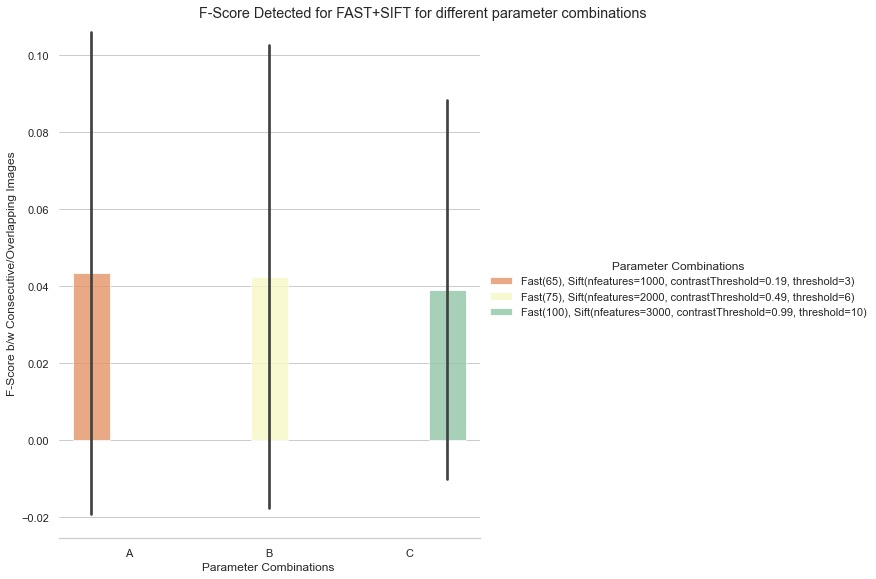 F-Score Detected for FAST+SIFT for different parameter combinations
F-Score b/w Consecutive/Overlapping Images
0.10
0.08
0.06
0.04
0.02
0.00
−0.02
A
B
C
Parameter Combinations
Parameter Combinations
Fast(65), Sift(nfeatures=1000, contrastThreshold=0.19, threshold=3)
Fast(75), Sift(nfeatures=2000, contrastThreshold=0.49, threshold=6)
Fast(100), Sift(nfeatures=3000, contrastThreshold=0.99, threshold=10)